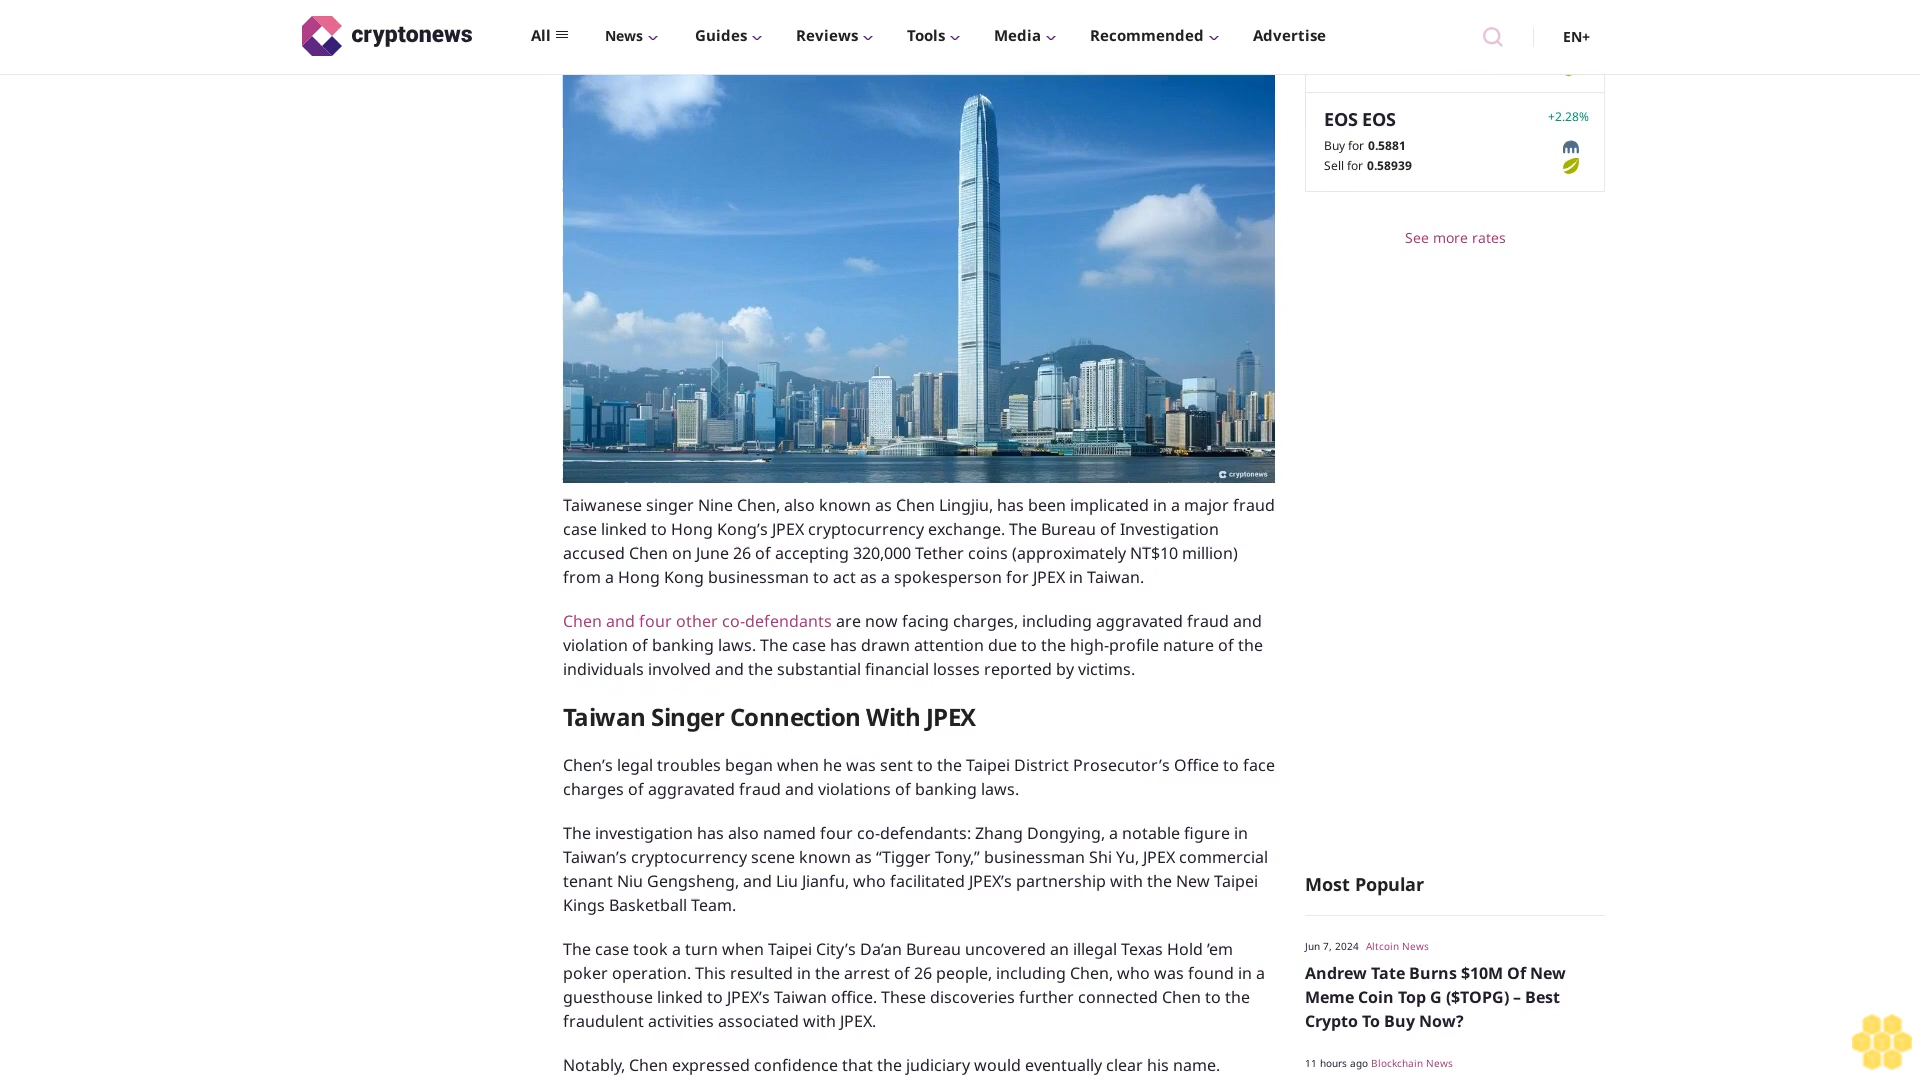 cryptonews
All
News
Guides
Reviews
Tools
Media
Recommended
Advertise
EN+
cryptonews
Taiwanese singer Nine Chen, also known as Chen Lingjiu, has been implicated in a major fraud
case linked to Hong Kong’s JPEX cryptocurrency exchange. The Bureau of Investigation
accused Chen on June 26 of accepting 320,000 Tether coins (approximately NT$10 million)
from a Hong Kong businessman to act as a spokesperson for JPEX in Taiwan.
Chen and four other co-defendants are now facing charges, including aggravated fraud and
violation of banking laws. The case has drawn attention due to the high-profile nature of the
individuals involved and the substantial financial losses reported by victims.
Taiwan Singer Connection With JPEX
Chen’s legal troubles began when he was sent to the Taipei District Prosecutor’s Office to face
charges of aggravated fraud and violations of banking laws.
The investigation has also named four co-defendants: Zhang Dongying, a notable figure in
Taiwan’s cryptocurrency scene known as “Tigger Tony,” businessman Shi Yu, JPEX commercial
tenant Niu Gengsheng, and Liu Jianfu, who facilitated JPEX’s partnership with the New Taipei
Kings Basketball Team.
The case took a turn when Taipei City’s Da’an Bureau uncovered an illegal Texas Hold ’em
poker operation. This resulted in the arrest of 26 people, including Chen, who was found in a
guesthouse linked to JPEX’s Taiwan office. These discoveries further connected Chen to the
fraudulent activities associated with JPEX.
Notably, Chen expressed confidence that the judiciary would eventually clear his name.
EOS EOS
+2.28%
Buy for 0.5881
Sell for 0.58939
See more rates
Most Popular
Jun 7, 2024 Altcoin News
Andrew Tate Burns $10M Of New
Meme Coin Top G ($TOPG) – Best
Crypto To Buy Now?
11 hours ago Blockchain News